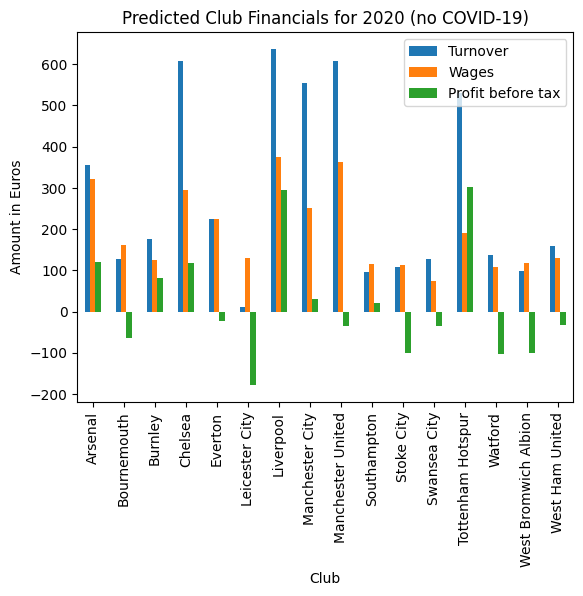 Predicted Club Financials for 2020 (no COVID-19)
Turnover
Wages
Profit before tax
Amount in Euros
600
500
400
300
200
100
0
−100
−200
Arsenal
Bournemouth
Burnley
Chelsea
Everton
Leicester City
Liverpool
Manchester City
Manchester United
Southampton
Stoke City
Swansea City
Tottenham Hotspur
Watford
West Bromwich Albion
West Ham United
Club